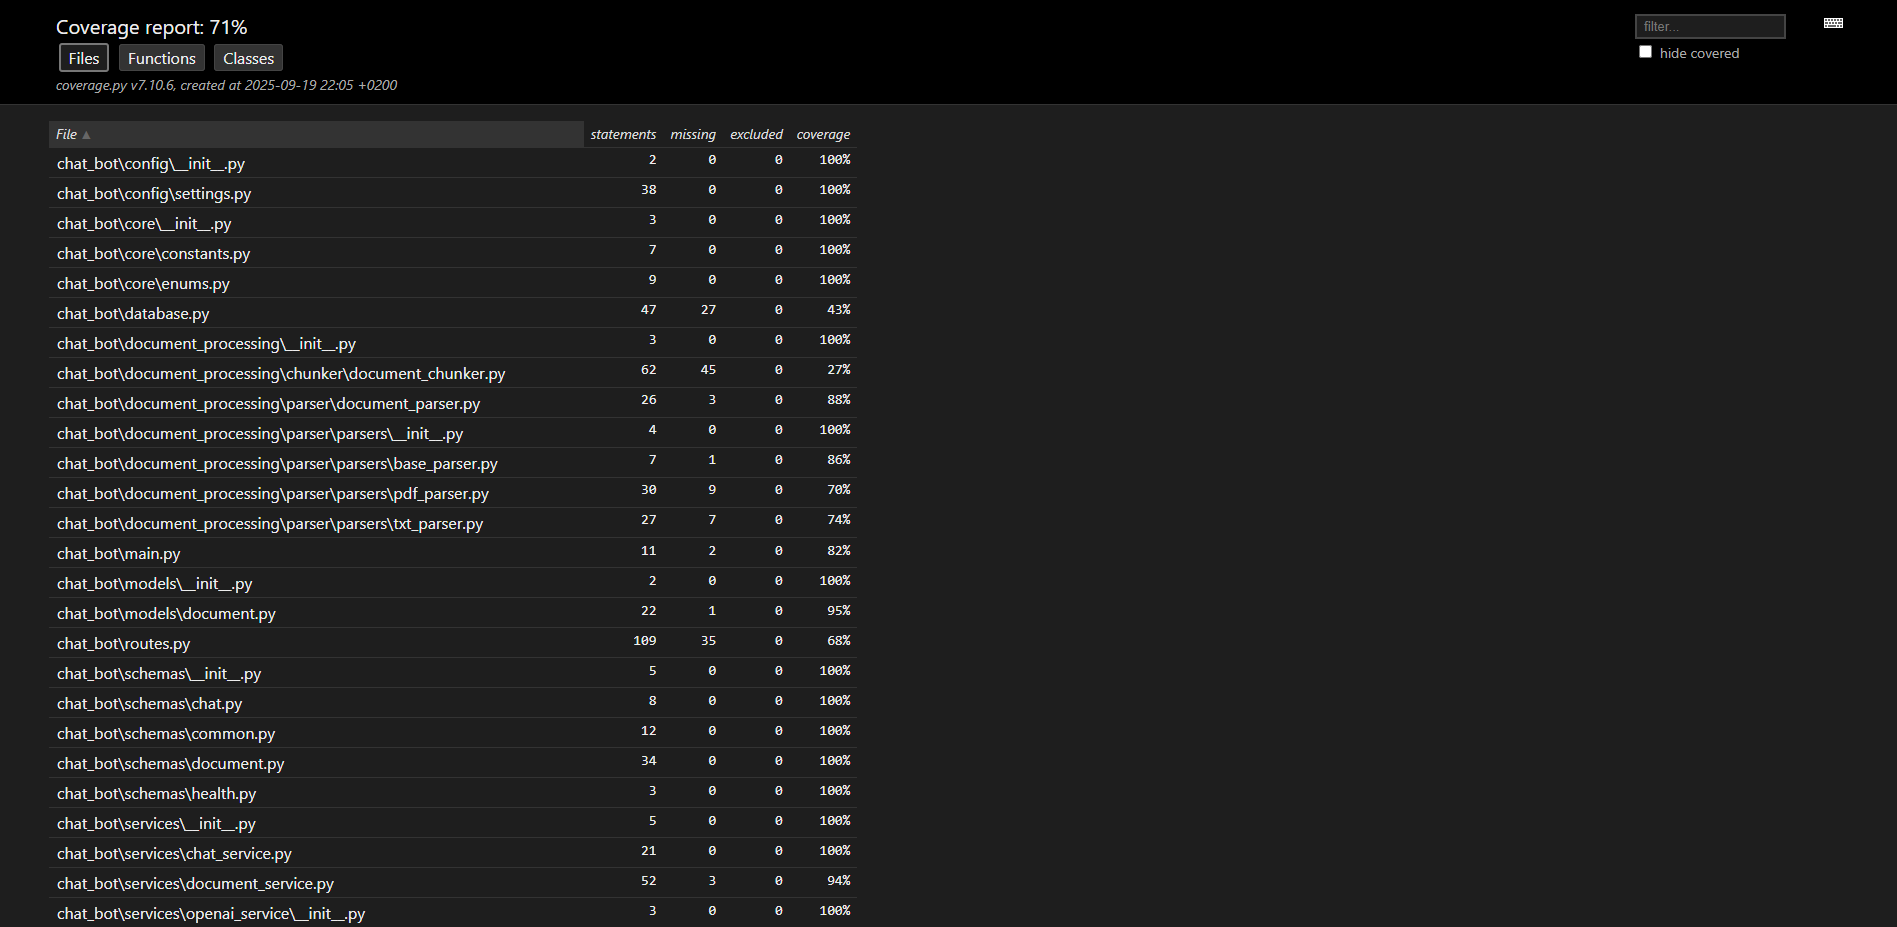 Coverage report: 71%
filter...
hide covered
Files Functions Classes
coverage.py v7.10.6, created at 2025-09-19 22:05 +0200
File ▲ statements missing excluded coverage
chat_bot\config\__init__.py 2 0 0 100%
chat_bot\config\settings.py 38 0 0 100%
chat_bot\core\__init__.py 3 0 0 100%
chat_bot\core\constants.py 7 0 0 100%
chat_bot\core\enums.py 9 0 0 100%
chat_bot\database.py 47 27 0 43%
chat_bot\document_processing\__init__.py 3 0 0 100%
chat_bot\document_processing\chunker\document_chunker.py 62 45 0 27%
chat_bot\document_processing\parser\document_parser.py 26 3 0 88%
chat_bot\document_processing\parser\parsers\__init__.py 4 0 0 100%
chat_bot\document_processing\parser\parsers\base_parser.py 7 1 0 86%
chat_bot\document_processing\parser\parsers\pdf_parser.py 30 9 0 70%
chat_bot\document_processing\parser\parsers\txt_parser.py 27 7 0 74%
chat_bot\main.py 11 2 0 82%
chat_bot\models\__init__.py 2 0 0 100%
chat_bot\models\document.py 22 1 0 95%
chat_bot\routes.py 109 35 0 68%
chat_bot\schemas\__init__.py 5 0 0 100%
chat_bot\schemas\chat.py 8 0 0 100%
chat_bot\schemas\common.py 12 0 0 100%
chat_bot\schemas\document.py 34 0 0 100%
chat_bot\schemas\health.py 3 0 0 100%
chat_bot\services\__init__.py 5 0 0 100%
chat_bot\services\chat_service.py 21 0 0 100%
chat_bot\services\document_service.py 52 3 0 94%
chat_bot\services\openai_service\__init__.py 3 0 0 100%